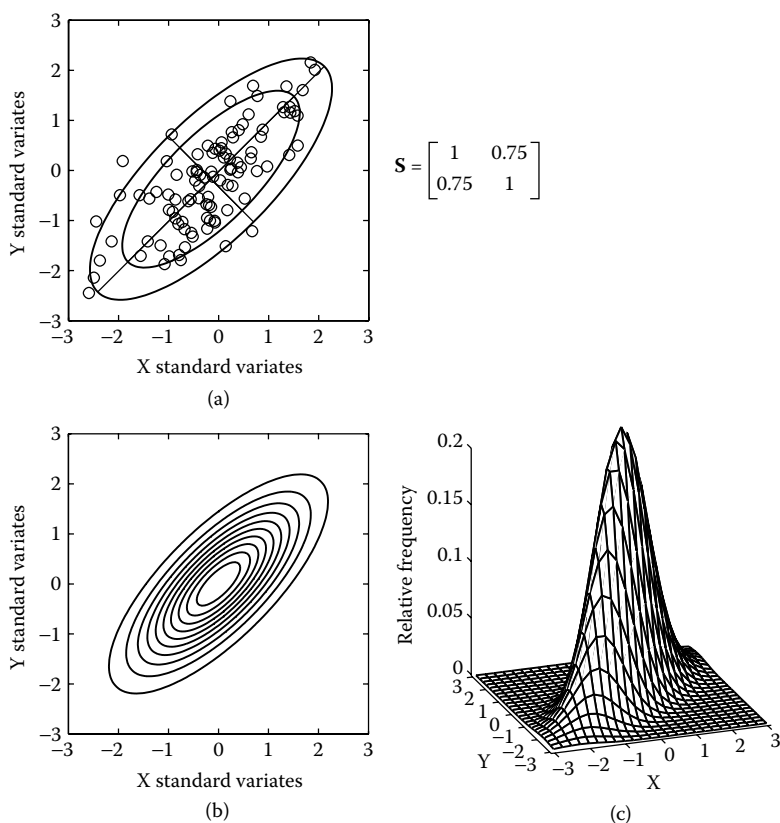 3
2
1
0
−1
−2
−3
Y standard variates
−3 −2 −1 0 1 2 3
X standard variates
(a)
S = [ 1 0.75
0.75 1 ]
3
2
1
0
−1
−2
−3
Y standard variates
−3 −2 −1 0 1 2 3
X standard variates
(b)
0.2
0.15
0.1
0.05
0
Relative frequency
3
2
1
0
−1
−2
−3
Y
−3 −2 −1 0 1 2 3
X
(c)